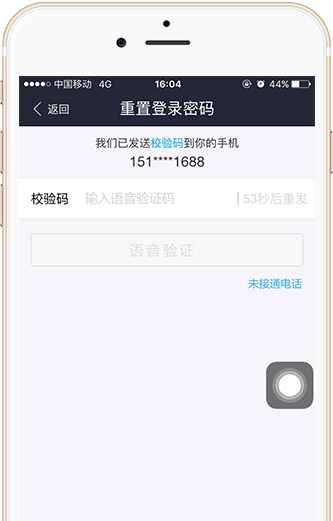 中国移动 4G 16:04 44%
返回 重置登录密码
我们已发送校验码到你的手机
151****1688
校验码 输入语音验证码 53秒后重发
语音验证
未接通电话